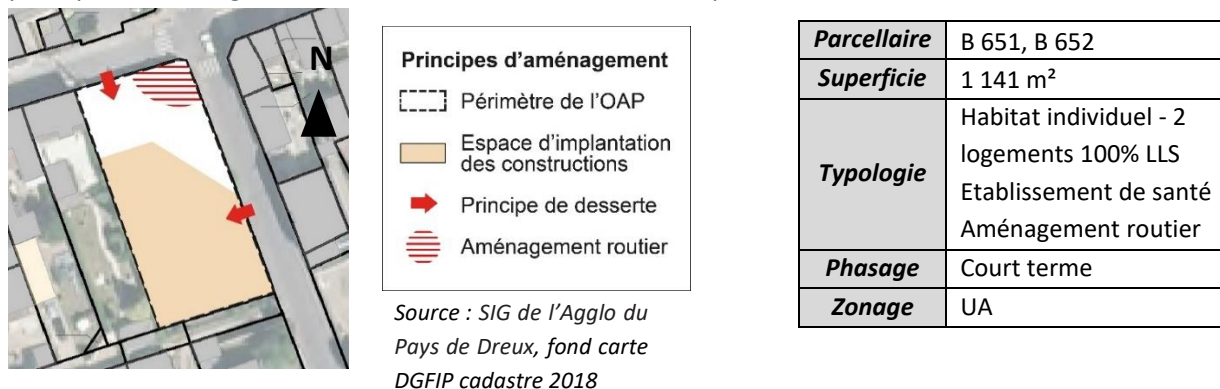 N
Principes d’aménagement
Périmètre de l’OAP
Espace d’implantation
des constructions
Principe de desserte
Aménagement routier
Source : SIG de l’Agglo du
Pays de Dreux, fond carte
DGFIP cadastre 2018
Parcellaire B 651, B 652
Superficie 1 141 m²
Typologie
Habitat individuel - 2
logements 100% LLS
Etablissement de santé
Aménagement routier
Phasage Court terme
Zonage UA